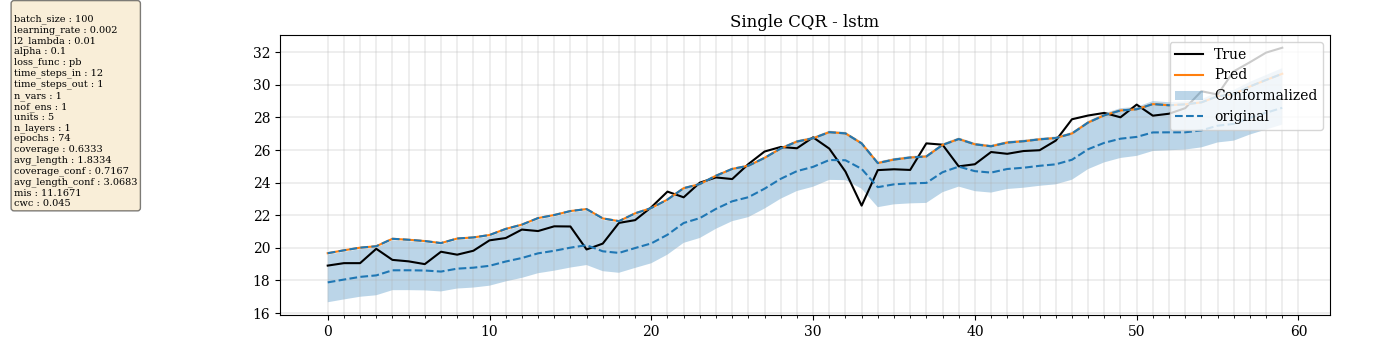 batch_size : 100
learning_rate : 0.002
l2_lambda : 0.01
alpha : 0.1
loss_func : pb
time_steps_in : 12
time_steps_out : 1
n_vars : 1
nof_ens : 1
units : 5
n_layers : 1
epochs : 74
coverage : 0.6333
avg_length : 1.8334
coverage_conf : 0.7167
avg_length_conf : 3.0683
mis : 11.1671
cwc : 0.045
Single CQR - lstm
32
30
28
26
24
22
20
18
16
0 10 20 30 40 50 60
True
Pred
Conformalized
original